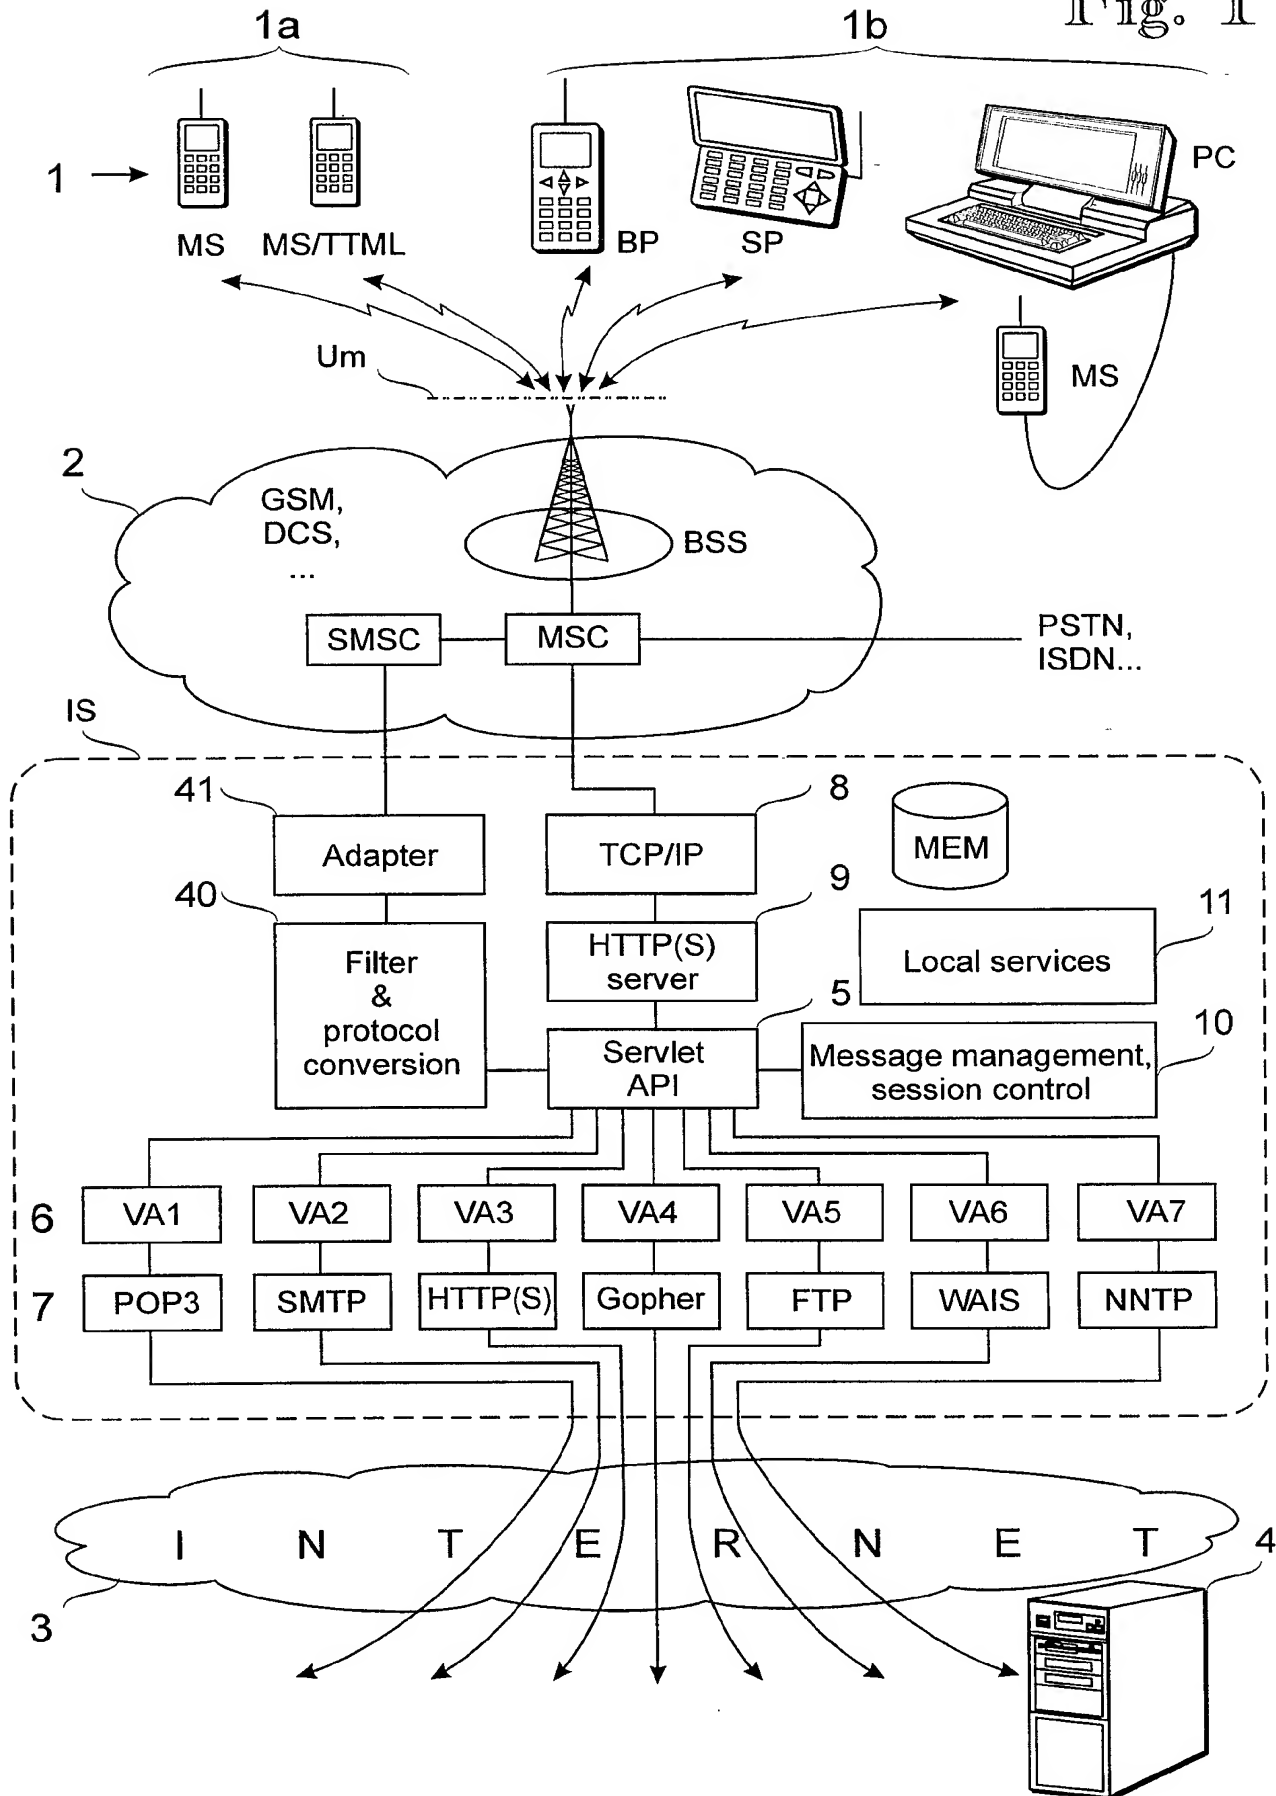 Fig. 1
1a
1b
1
MS
MS/TTML
BP
SP
PC
MS
Um
2
GSM,
DCS,
...
BSS
SMSC
MSC
PSTN,
ISDN...
IS
41
Adapter
8
TCP/IP
MEM
40
Filter
&
protocol
conversion
9
HTTP(S)
server
11
Local services
5
Servlet
API
10
Message management,
session control
6
VA1
VA2
VA3
VA4
VA5
VA6
VA7
7
POP3
SMTP
HTTP(S)
Gopher
FTP
WAIS
NNTP
I N T E R N E T
3
4